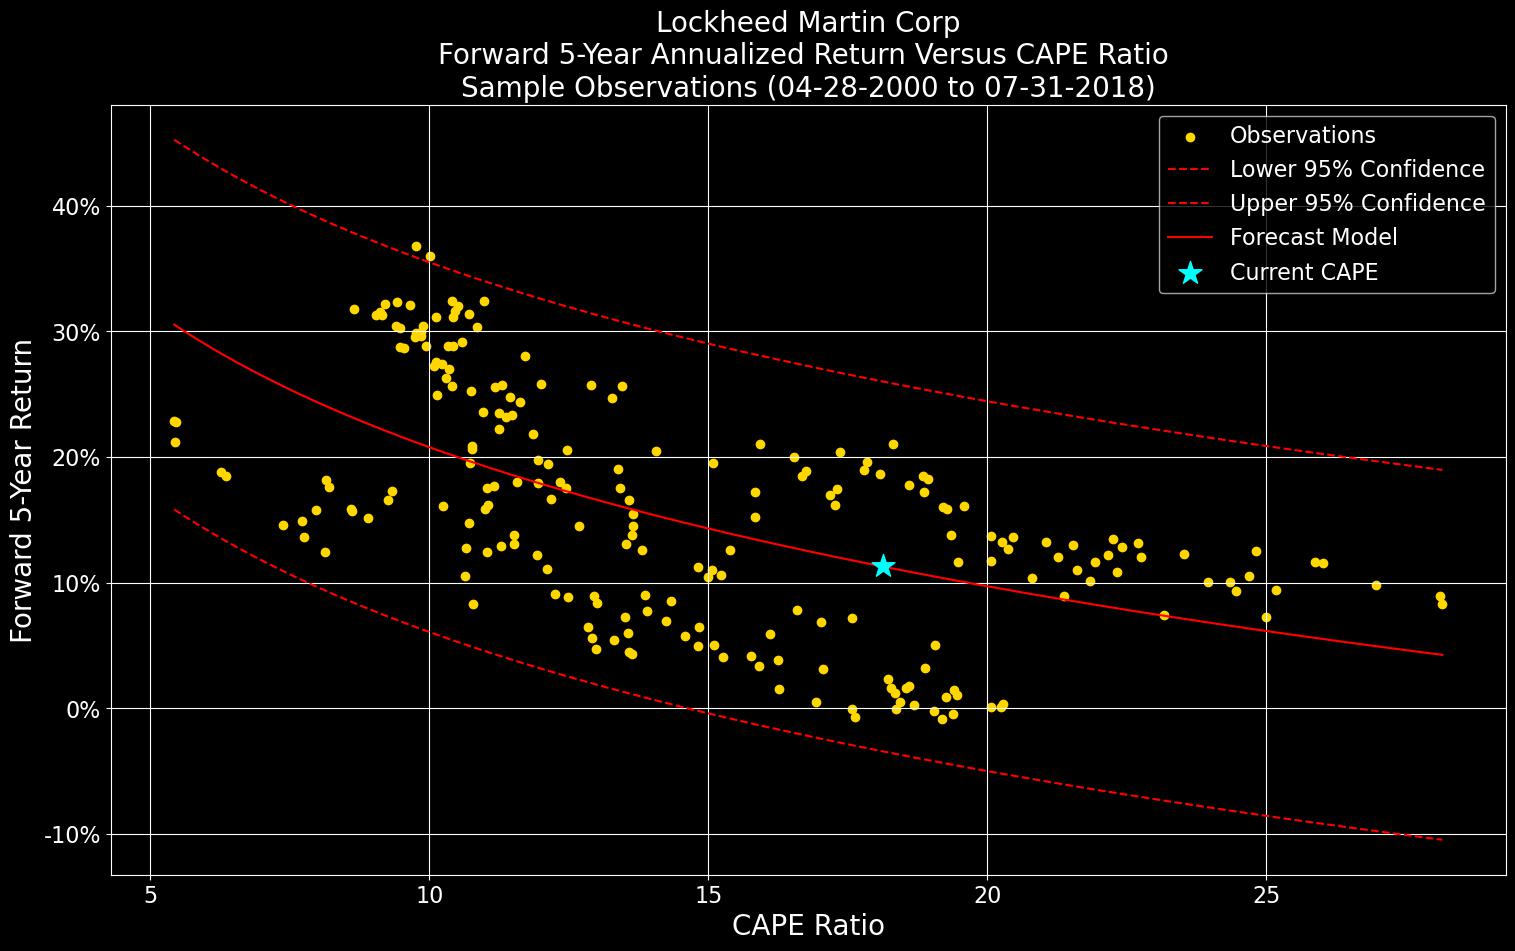 Lockheed Martin Corp
Forward 5-Year Annualized Return Versus CAPE Ratio
Sample Observations (04-28-2000 to 07-31-2018)
Observations
Lower 95% Confidence
Upper 95% Confidence
Forecast Model
Current CAPE
Forward 5-Year Return
40%
30%
20%
10%
0%
-10%
5 10 15 20 25
CAPE Ratio